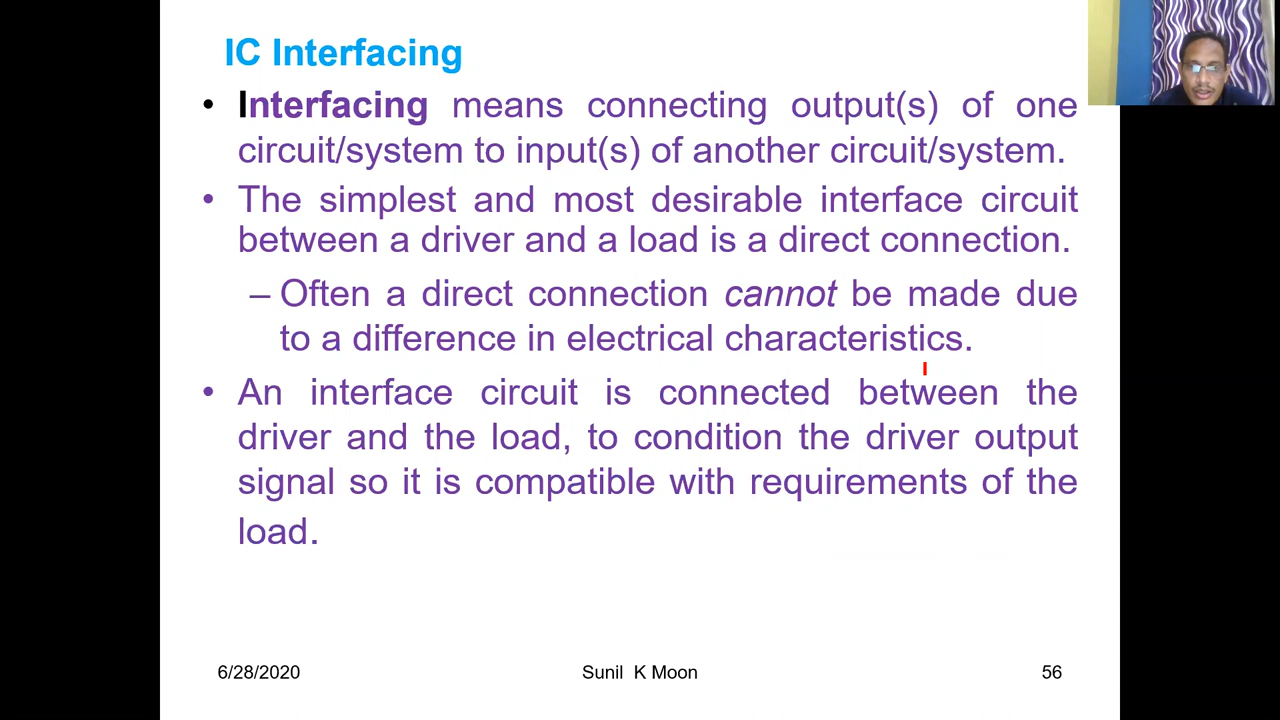 IC Interfacing
• Interfacing means connecting output(s) of one
circuit/system to input(s) of another circuit/system.
• The simplest and most desirable interface circuit
between a driver and a load is a direct connection.
– Often a direct connection cannot be made due
to a difference in electrical characteristics.
• An interface circuit is connected between the
driver and the load, to condition the driver output
signal so it is compatible with requirements of the
load.
6/28/2020 Sunil K Moon 56